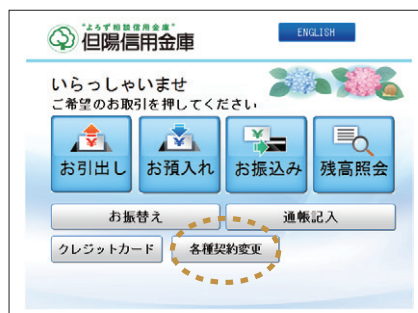 "よろず相談信用金庫"
但陽信用金庫
ENGLISH
いらっしゃいませ
ご希望のお取引を押してください
お引出し
お預入れ
お振込み
残高照会
お振替え
通帳記入
クレジットカード
各種契約変更